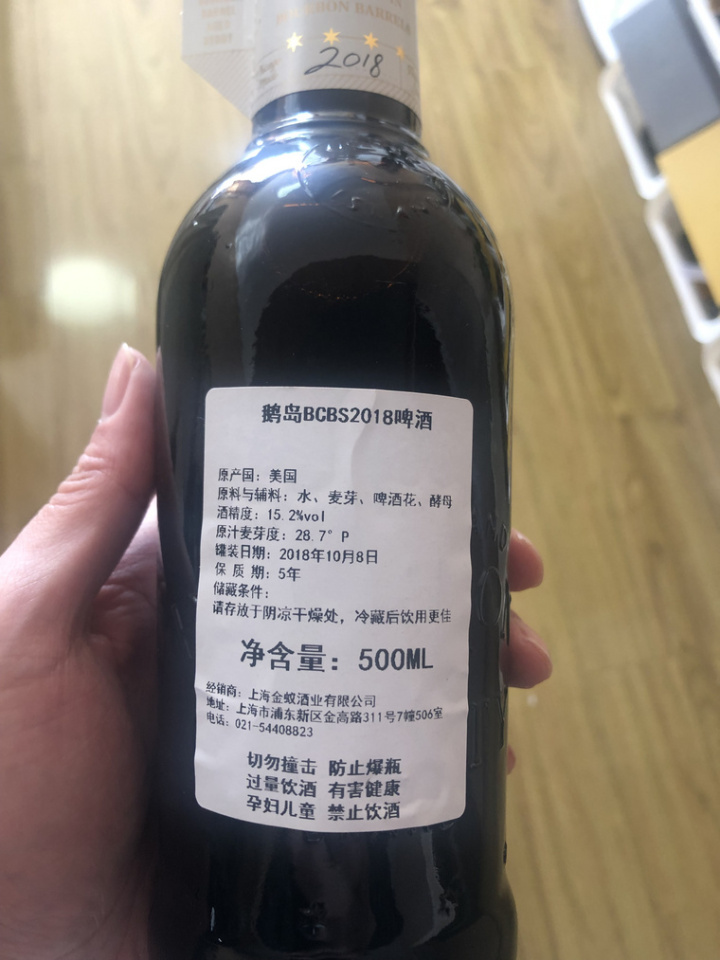 BOURBON BARRELS
2018
鹅岛BCBS2018啤酒
原产国：美国
原料与辅料：水、麦芽、啤酒花、酵母
酒精度：15.2%vol
原汁麦芽度：28.7°P
罐装日期：2018年10月8日
保 质 期：5年
储藏条件：
请存放于阴凉干燥处，冷藏后饮用更佳
净含量：500ML
经销商：上海金蚁酒业有限公司
地址：上海市浦东新区金高路311号7幢506室
电话：021-54408823
切勿撞击 防止爆瓶
过量饮酒 有害健康
孕妇儿童 禁止饮酒